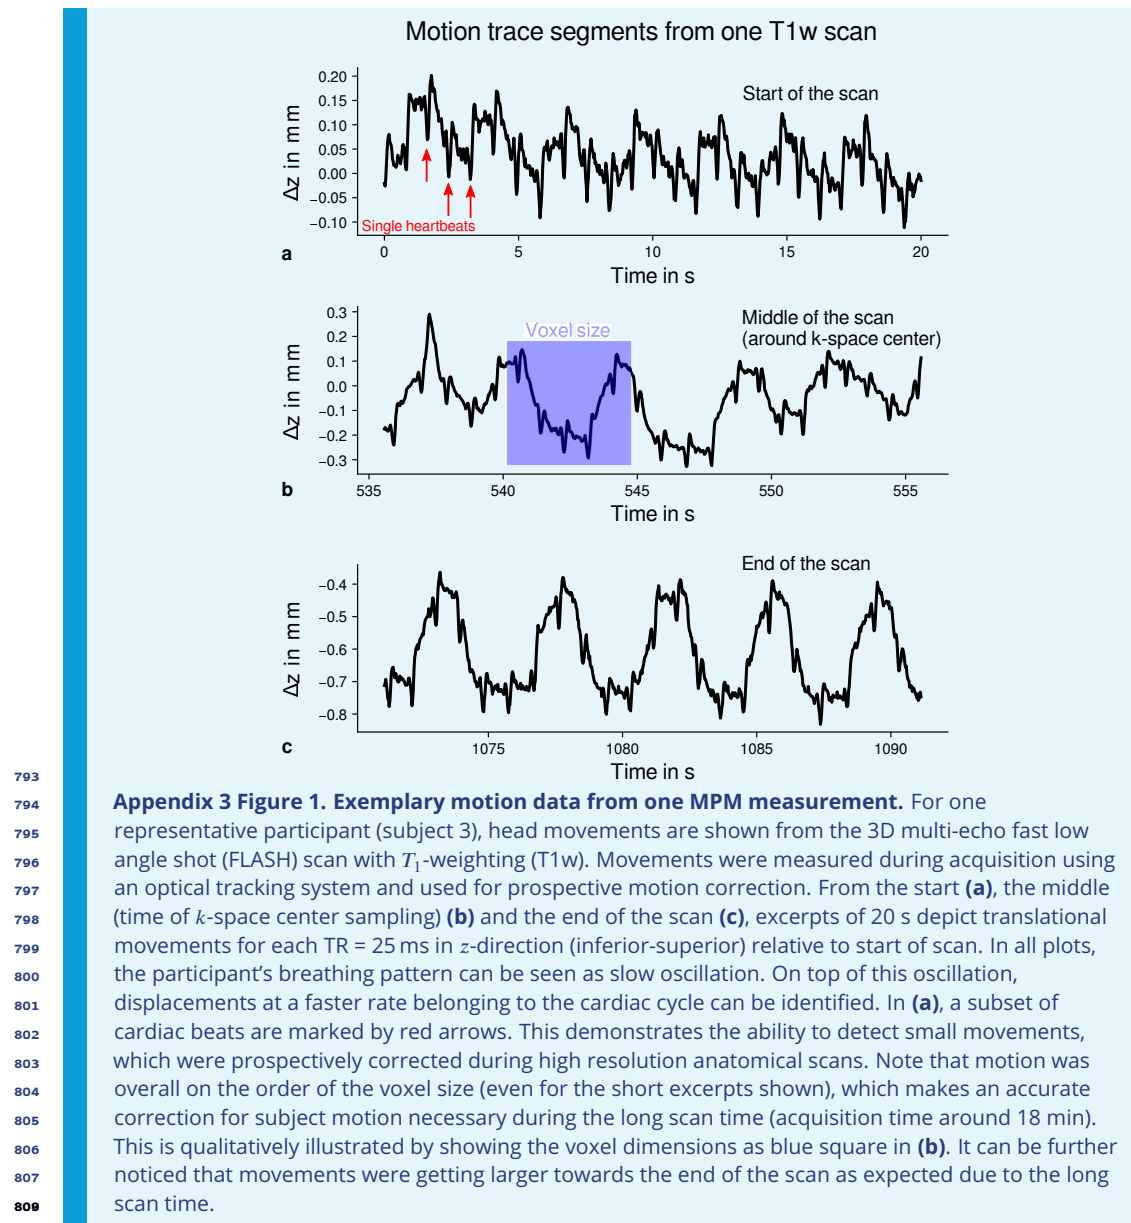 Motion trace segments from one T1w scan
0.20
0.15
0.10
0.05
0.00
−0.05
−0.10
Δz in mm
Start of the scan
Single heartbeats
0 5 10 15 20
a
Time in s
0.3
0.2
0.1
0.0
−0.1
−0.2
−0.3
Δz in mm
Voxel size
Middle of the scan
(around k-space center)
535 540 545 550 555
b
Time in s
−0.4
−0.5
−0.6
−0.7
−0.8
Δz in mm
End of the scan
1075 1080 1085 1090
c
Time in s
793
794 Appendix 3 Figure 1. Exemplary motion data from one MPM measurement. For one
795 representative participant (subject 3), head movements are shown from the 3D multi-echo fast low
796 angle shot (FLASH) scan with T1-weighting (T1w). Movements were measured during acquisition using
797 an optical tracking system and used for prospective motion correction. From the start (a), the middle
798 (time of k-space center sampling) (b) and the end of the scan (c), excerpts of 20 s depict translational
799 movements for each TR = 25 ms in z-direction (inferior-superior) relative to start of scan. In all plots,
800 the participant's breathing pattern can be seen as slow oscillation. On top of this oscillation,
801 displacements at a faster rate belonging to the cardiac cycle can be identified. In (a), a subset of
802 cardiac beats are marked by red arrows. This demonstrates the ability to detect small movements,
803 which were prospectively corrected during high resolution anatomical scans. Note that motion was
804 overall on the order of the voxel size (even for the short excerpts shown), which makes an accurate
805 correction for subject motion necessary during the long scan time (acquisition time around 18 min).
806 This is qualitatively illustrated by showing the voxel dimensions as blue square in (b). It can be further
807 noticed that movements were getting larger towards the end of the scan as expected due to the long
scan time.